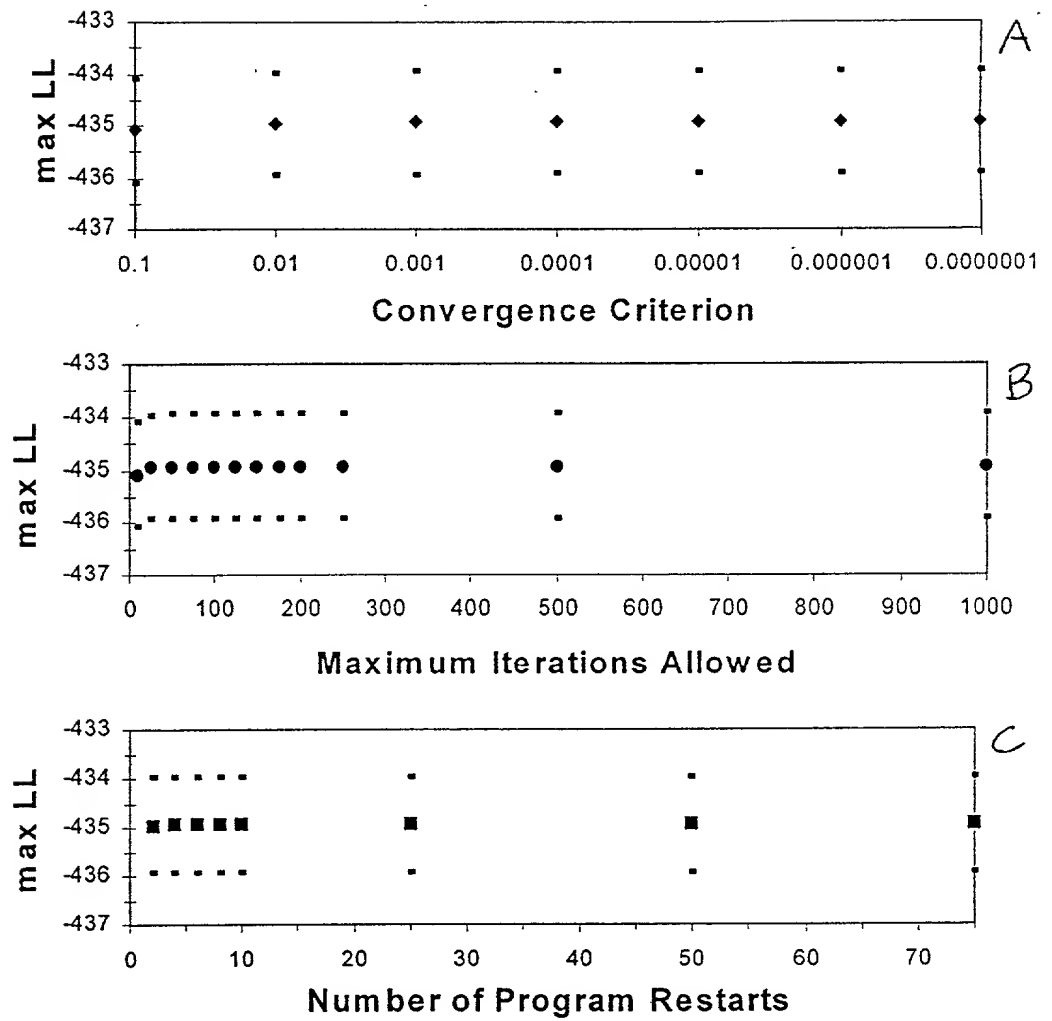 A
max LL
-433
-434
-435
-436
-437
0.1 0.01 0.001 0.0001 0.00001 0.000001 0.0000001
Convergence Criterion
B
max LL
-433
-434
-435
-436
-437
0 100 200 300 400 500 600 700 800 900 1000
Maximum Iterations Allowed
C
max LL
-433
-434
-435
-436
-437
0 10 20 30 40 50 60 70
Number of Program Restarts